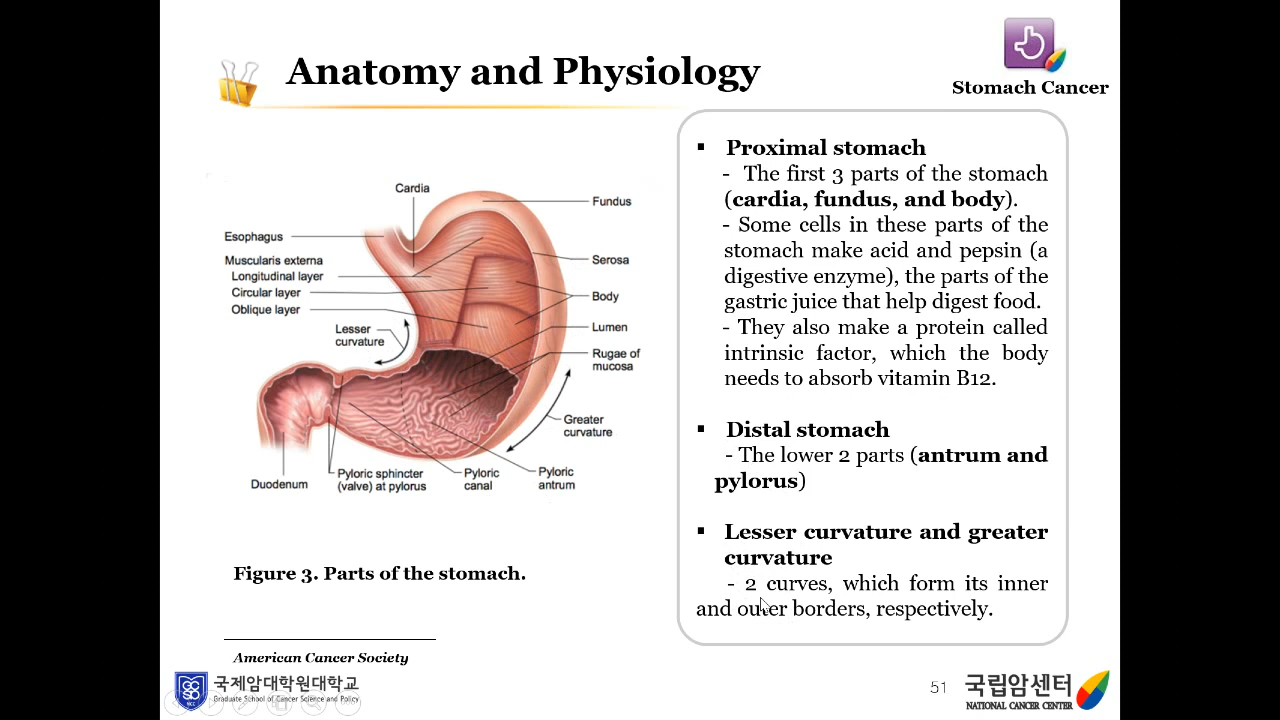 Anatomy and Physiology
Stomach Cancer
Cardia
Fundus
Esophagus
Muscularis externa
Longitudinal layer
Circular layer
Oblique layer
Serosa
Body
Lesser
curvature
Lumen
Rugae of
mucosa
Greater
curvature
Duodenum
Pyloric sphincter
(valve) at pylorus
Pyloric
canal
Pyloric
antrum
Figure 3. Parts of the stomach.
▪ Proximal stomach
- The first 3 parts of the stomach
(cardia, fundus, and body).
- Some cells in these parts of the
stomach make acid and pepsin (a
digestive enzyme), the parts of the
gastric juice that help digest food.
- They also make a protein called
intrinsic factor, which the body
needs to absorb vitamin B12.
▪ Distal stomach
- The lower 2 parts (antrum and
pylorus)
▪ Lesser curvature and greater
curvature
- 2 curves, which form its inner
and outer borders, respectively.
American Cancer Society
국제암대학원대학교
Graduate School of Cancer Science and Policy
51
국립암센터
NATIONAL CANCER CENTER